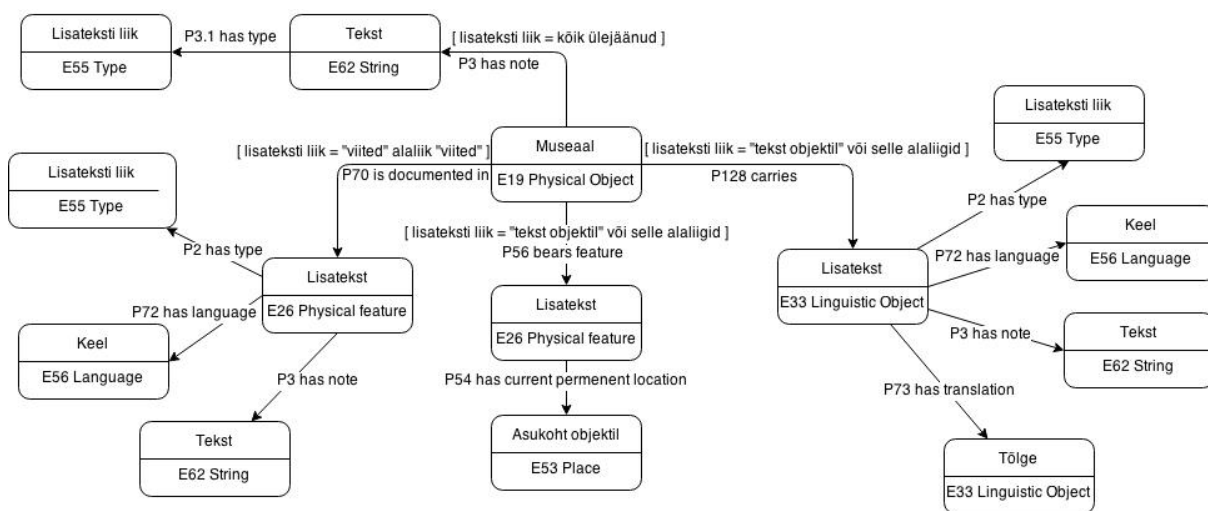 Lisateksti liik
E55 Type
P3.1 has type
Tekst
E62 String
[ lisateksti liik = kõik ülejäänud ]
P3 has note
Museaal
E19 Physical Object
[ lisateksti liik = "viited" alaliik "viited" ]
P70 is documented in
[ lisateksti liik = "tekst objektil" või selle alaliigid ]
P128 carries
Lisateksti liik
E55 Type
P2 has type
Lisateksti liik
E55 Type
P2 has type
[ lisateksti liik = "tekst objektil" või selle alaliigid ]
P56 bears feature
Lisatekst
E26 Physical feature
P72 has language
Keel
E56 Language
P3 has note
Tekst
E62 String
Lisatekst
E26 Physical feature
P54 has current permenent location
Asukoht objektil
E53 Place
Lisatekst
E33 Linguistic Object
P72 has language
Keel
E56 Language
P3 has note
Tekst
E62 String
P73 has translation
Tõlge
E33 Linguistic Object